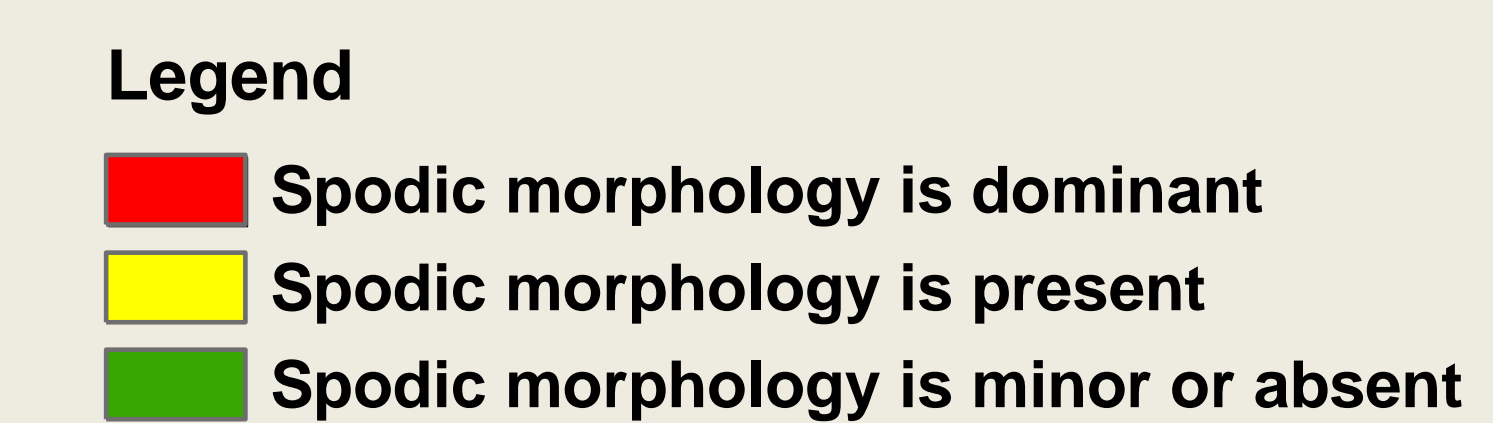 Legend
Spodic morphology is dominant
Spodic morphology is present
Spodic morphology is minor or absent